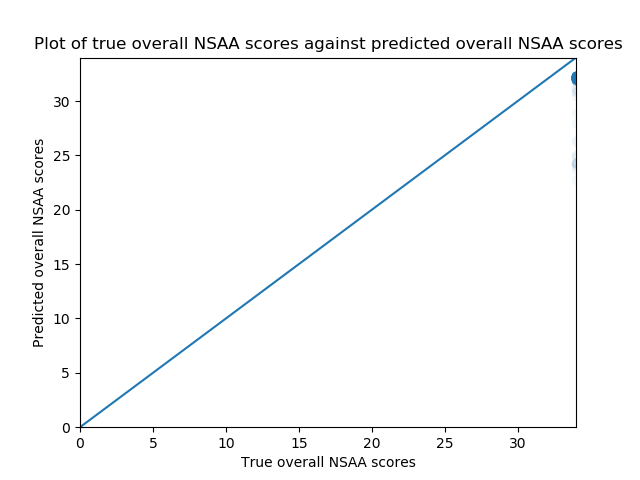 Plot of true overall NSAA scores against predicted overall NSAA scores
Predicted overall NSAA scores
30
25
20
15
10
5
0
0 5 10 15 20 25 30
True overall NSAA scores